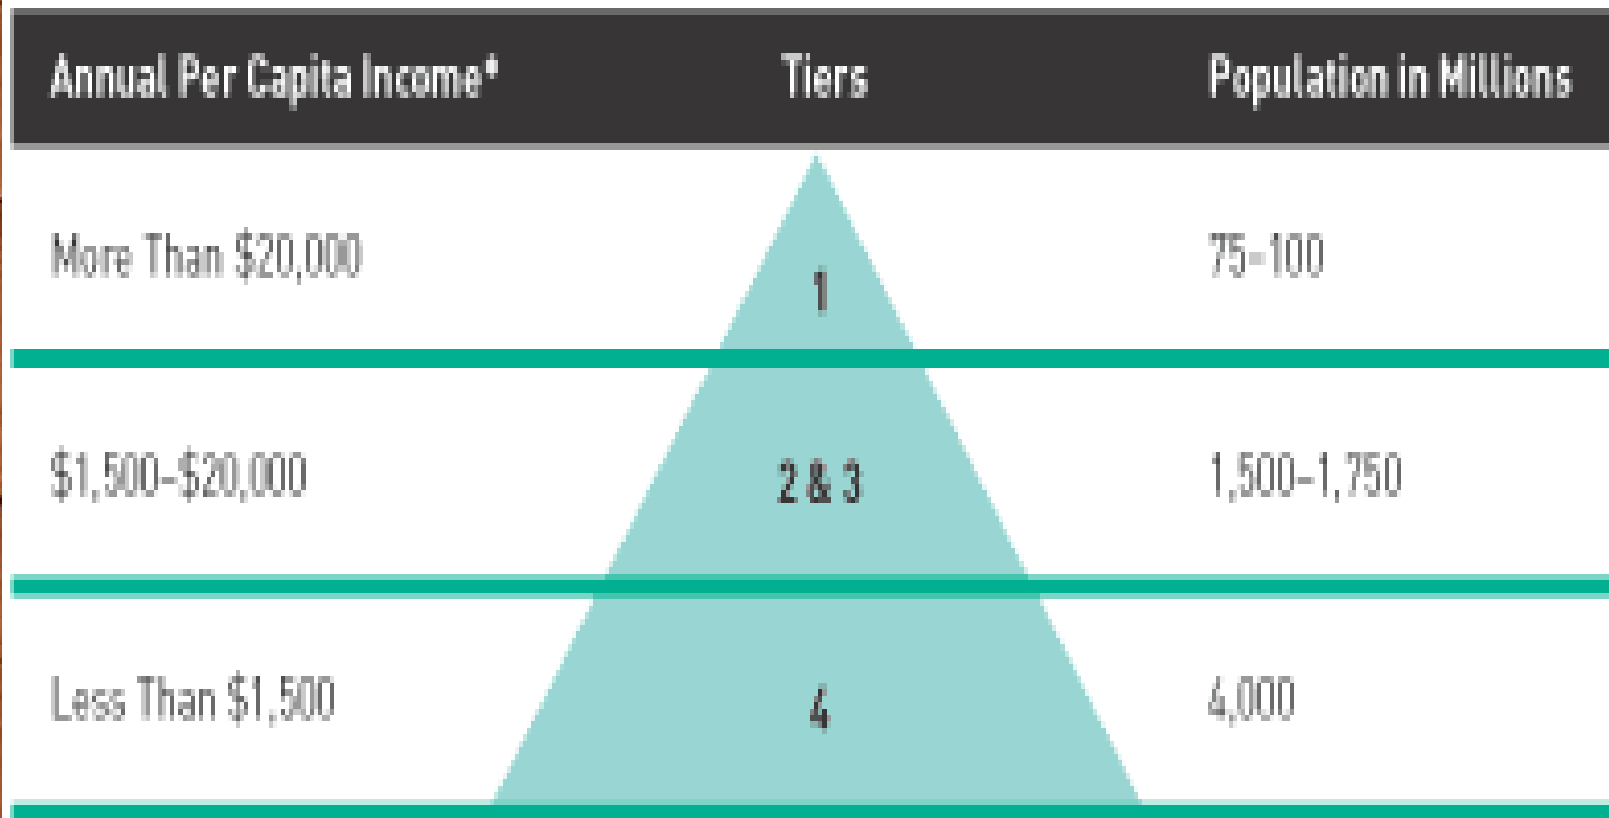 Annual Per Capita Income* Tiers Population in Millions
More Than $20,000 1 75–100
$1,500–$20,000 2 & 3 1,500–1,750
Less Than $1,500 4 4,000